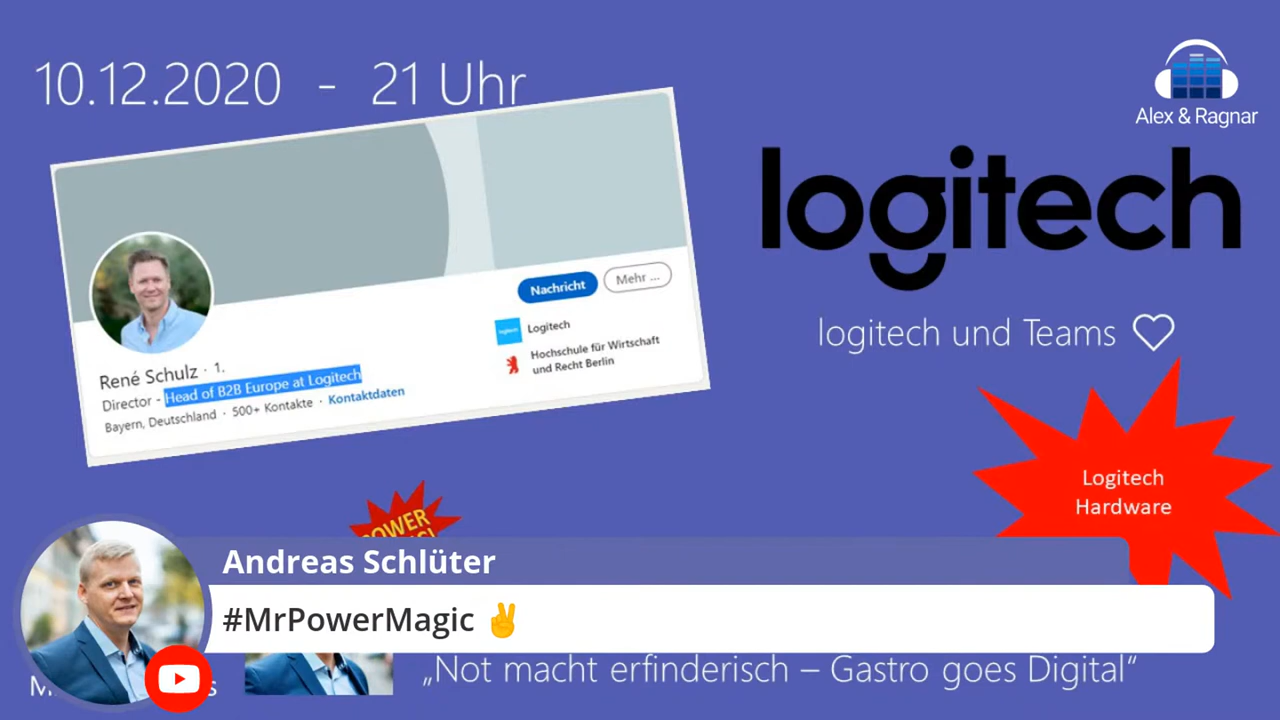 10.12.2020 - 21 Uhr
Alex & Ragnar
logitech
Nachricht
Mehr ...
Logitech
Hochschule für Wirtschaft
und Recht Berlin
René Schulz · 1.
Director - Head of B2B Europe at Logitech
Bayern, Deutschland · 500+ Kontakte · Kontaktdaten
logitech und Teams
Logitech
Hardware
POWER
Andreas Schlüter
#MrPowerMagic ✌
„Not macht erfinderisch – Gastro goes Digital“